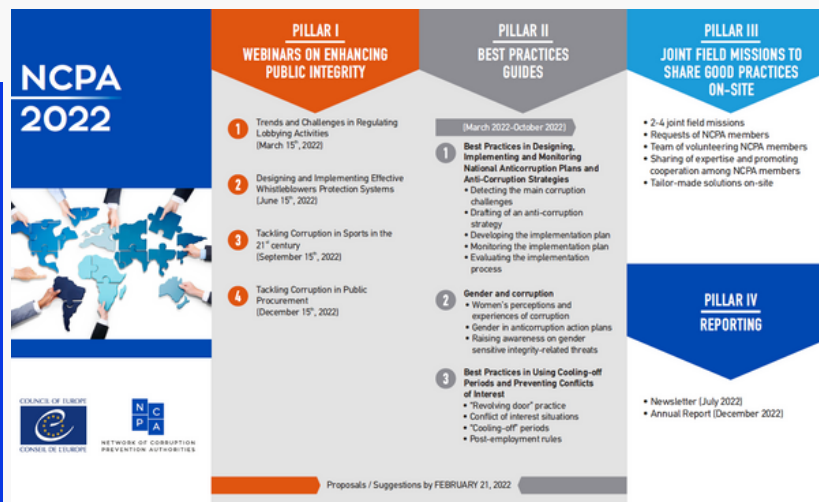 NCPA
2022
COUNCIL OF EUROPE
CONSEIL DE L'EUROPE
N C
P A
NETWORK OF CORRUPTION
PREVENTION AUTHORITIES
PILLAR I
WEBINARS ON ENHANCING
PUBLIC INTEGRITY
1 Trends and Challenges in Regulating
Lobbying Activities
(March 15th, 2022)
2 Designing and Implementing Effective
Whistleblowers Protection Systems
(June 15th, 2022)
3 Tackling Corruption in Sports in the
21st century
(September 15th, 2022)
4 Tackling Corruption in Public
Procurement
(December 15th, 2022)
PILLAR II
BEST PRACTICES
GUIDES
(March 2022-October 2022)
1 Best Practices in Designing,
Implementing and Monitoring
National Anticorruption Plans and
Anti-Corruption Strategies
• Detecting the main corruption
challenges
• Drafting of an anti-corruption
strategy
• Developing the implementation plan
• Monitoring the implementation plan
• Evaluating the implementation
process
2 Gender and corruption
• Women's perceptions and
experiences of corruption
• Gender in anticorruption action plans
• Raising awareness on gender
sensitive integrity-related threats
3 Best Practices in Using Cooling-off
Periods and Preventing Conflicts
of Interest
• "Revolving door" practice
• Conflict of interest situations
• "Cooling-off" periods
• Post-employment rules
PILLAR III
JOINT FIELD MISSIONS TO
SHARE GOOD PRACTICES
ON-SITE
• 2-4 joint field missions
• Requests of NCPA members
• Team of volunteering NCPA members
• Sharing of expertise and promoting
cooperation among NCPA members
• Tailor-made solutions on-site
PILLAR IV
REPORTING
• Newsletter (July 2022)
• Annual Report (December 2022)
Proposals / Suggestions by FEBRUARY 21, 2022